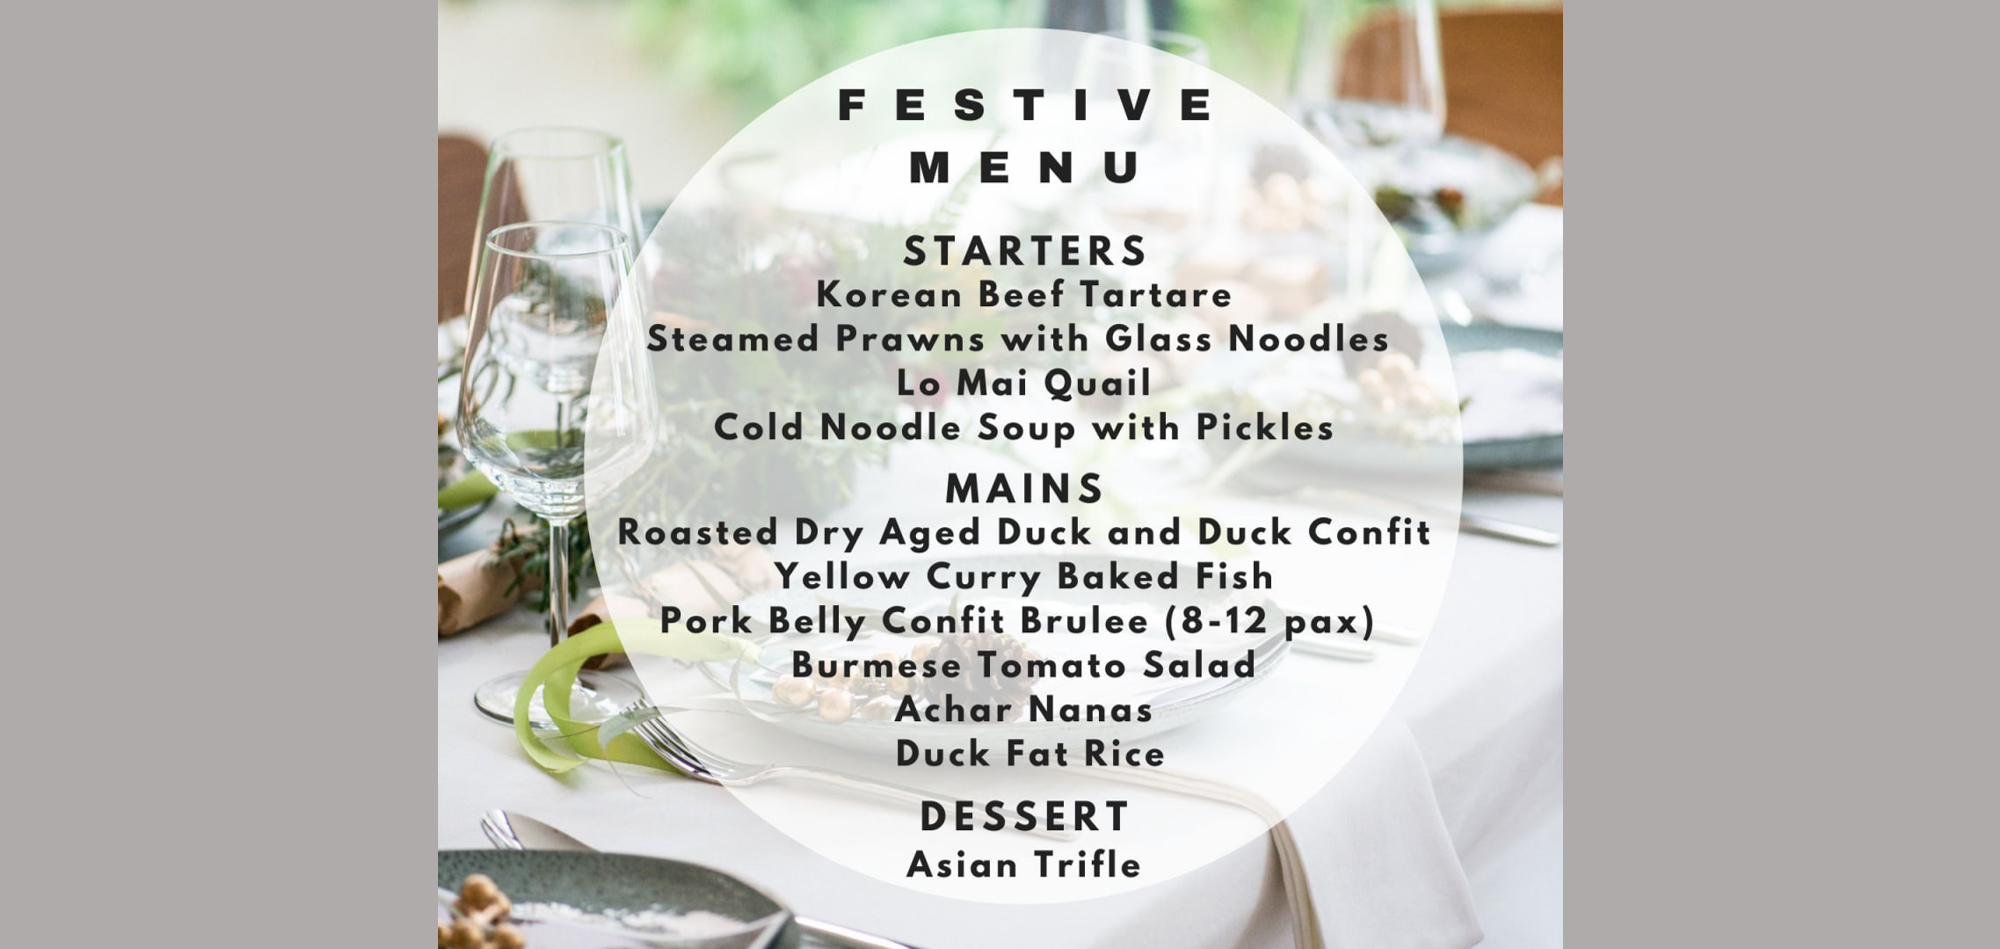 FESTIVE
MENU
STARTERS
Korean Beef Tartare
Steamed Prawns with Glass Noodles
Lo Mai Quail
Cold Noodle Soup with Pickles
MAINS
Roasted Dry Aged Duck and Duck Confit
Yellow Curry Baked Fish
Pork Belly Confit Brulee (8-12 pax)
Burmese Tomato Salad
Achar Nanas
Duck Fat Rice
DESSERT
Asian Trifle